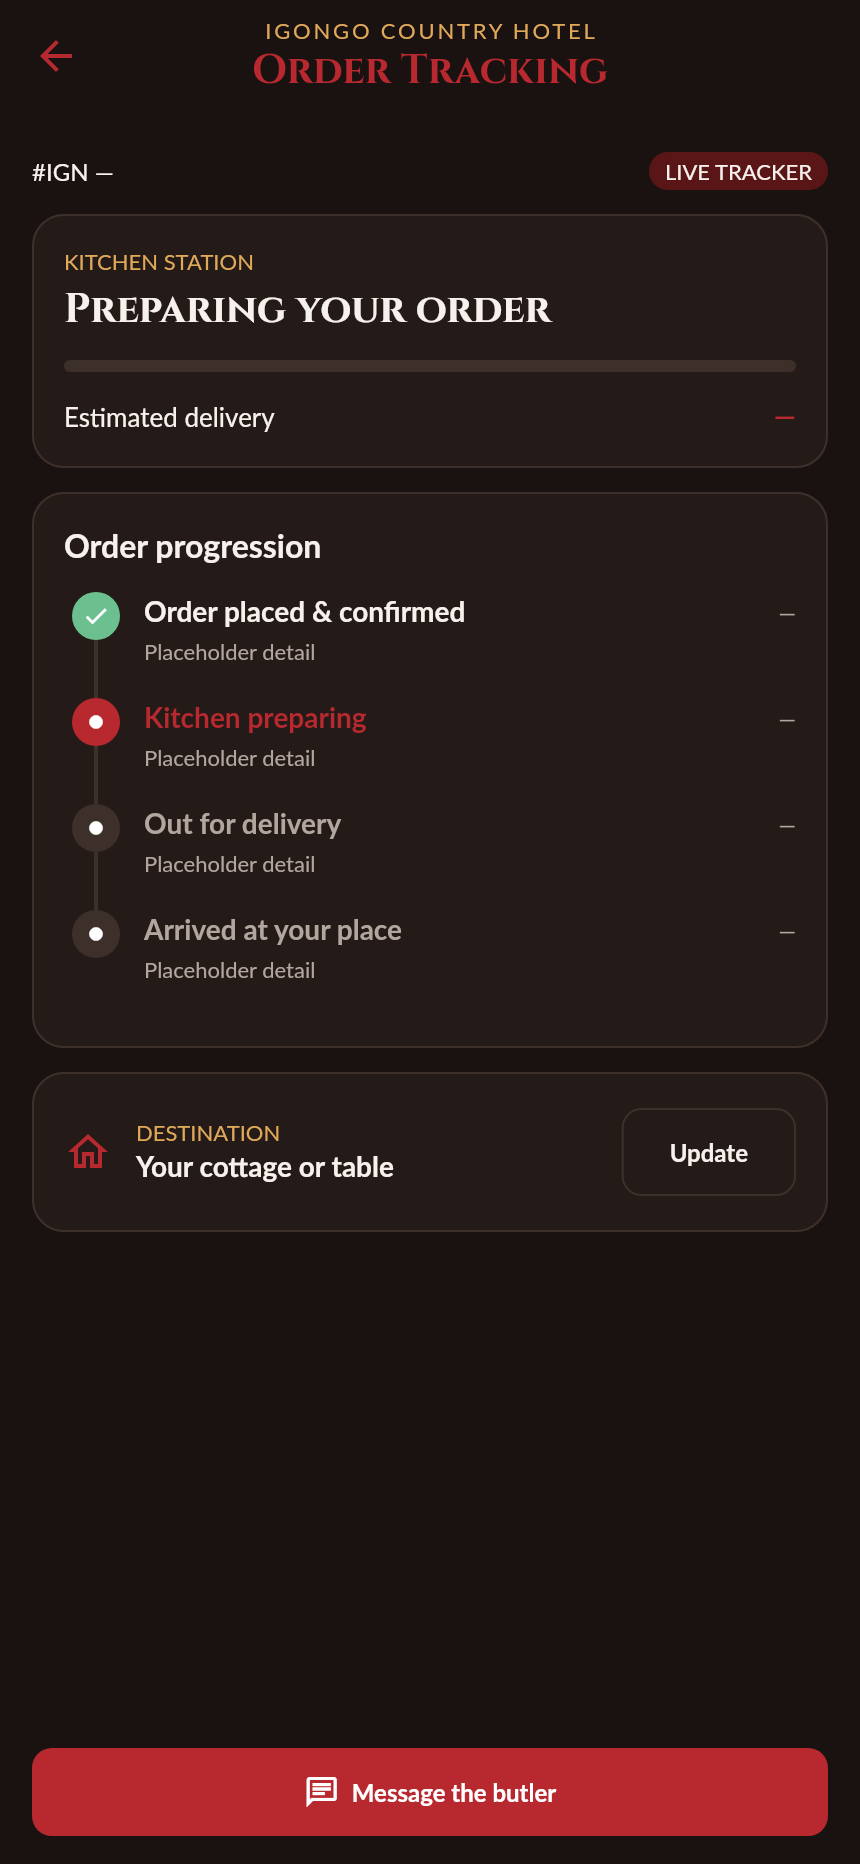 IGONGO COUNTRY HOTEL
Order Tracking
#IGN —
LIVE TRACKER
KITCHEN STATION
Preparing your order
Estimated delivery
—
Order progression
Order placed & confirmed
—
Placeholder detail
Kitchen preparing
—
Placeholder detail
Out for delivery
—
Placeholder detail
Arrived at your place
—
Placeholder detail
DESTINATION
Your cottage or table
Update
Message the butler